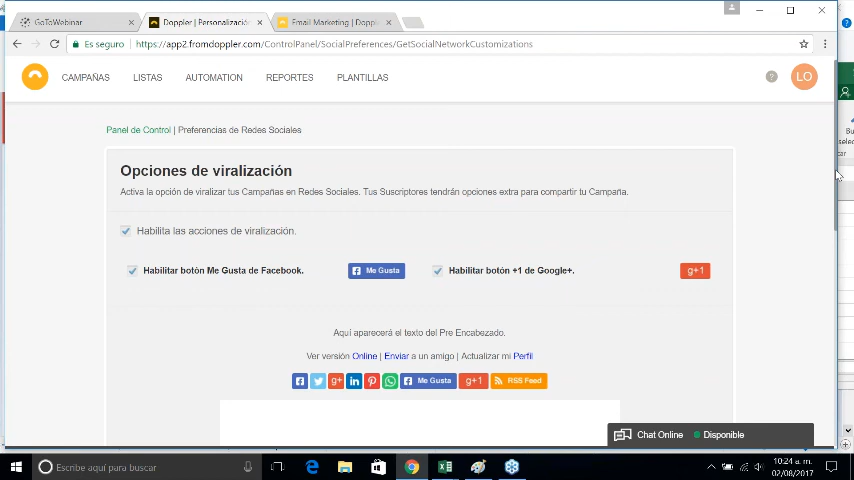 GoToWebinar
Doppler | Personalización
Email Marketing | Dopple
Es seguro
https://app2.fromdoppler.com/ControlPanel/SocialPreferences/GetSocialNetworkCustomizations
CAMPAÑAS LISTAS AUTOMATION REPORTES PLANTILLAS ? LO
Panel de Control | Preferencias de Redes Sociales
Opciones de viralización
Activa la opción de viralizar tus Campañas en Redes Sociales. Tus Suscriptores tendrán opciones extra para compartir tu Campaña.
Habilita las acciones de viralización.
Habilitar botón Me Gusta de Facebook. Me Gusta Habilitar botón +1 de Google+. g+1
Aquí aparecerá el texto del Pre Encabezado.
Ver versión Online | Enviar a un amigo | Actualizar mi Perfil
g+ in Me Gusta g+1 RSS Feed
Chat Online Disponible
Escribe aquí para buscar
10:24 a. m.
02/08/2017